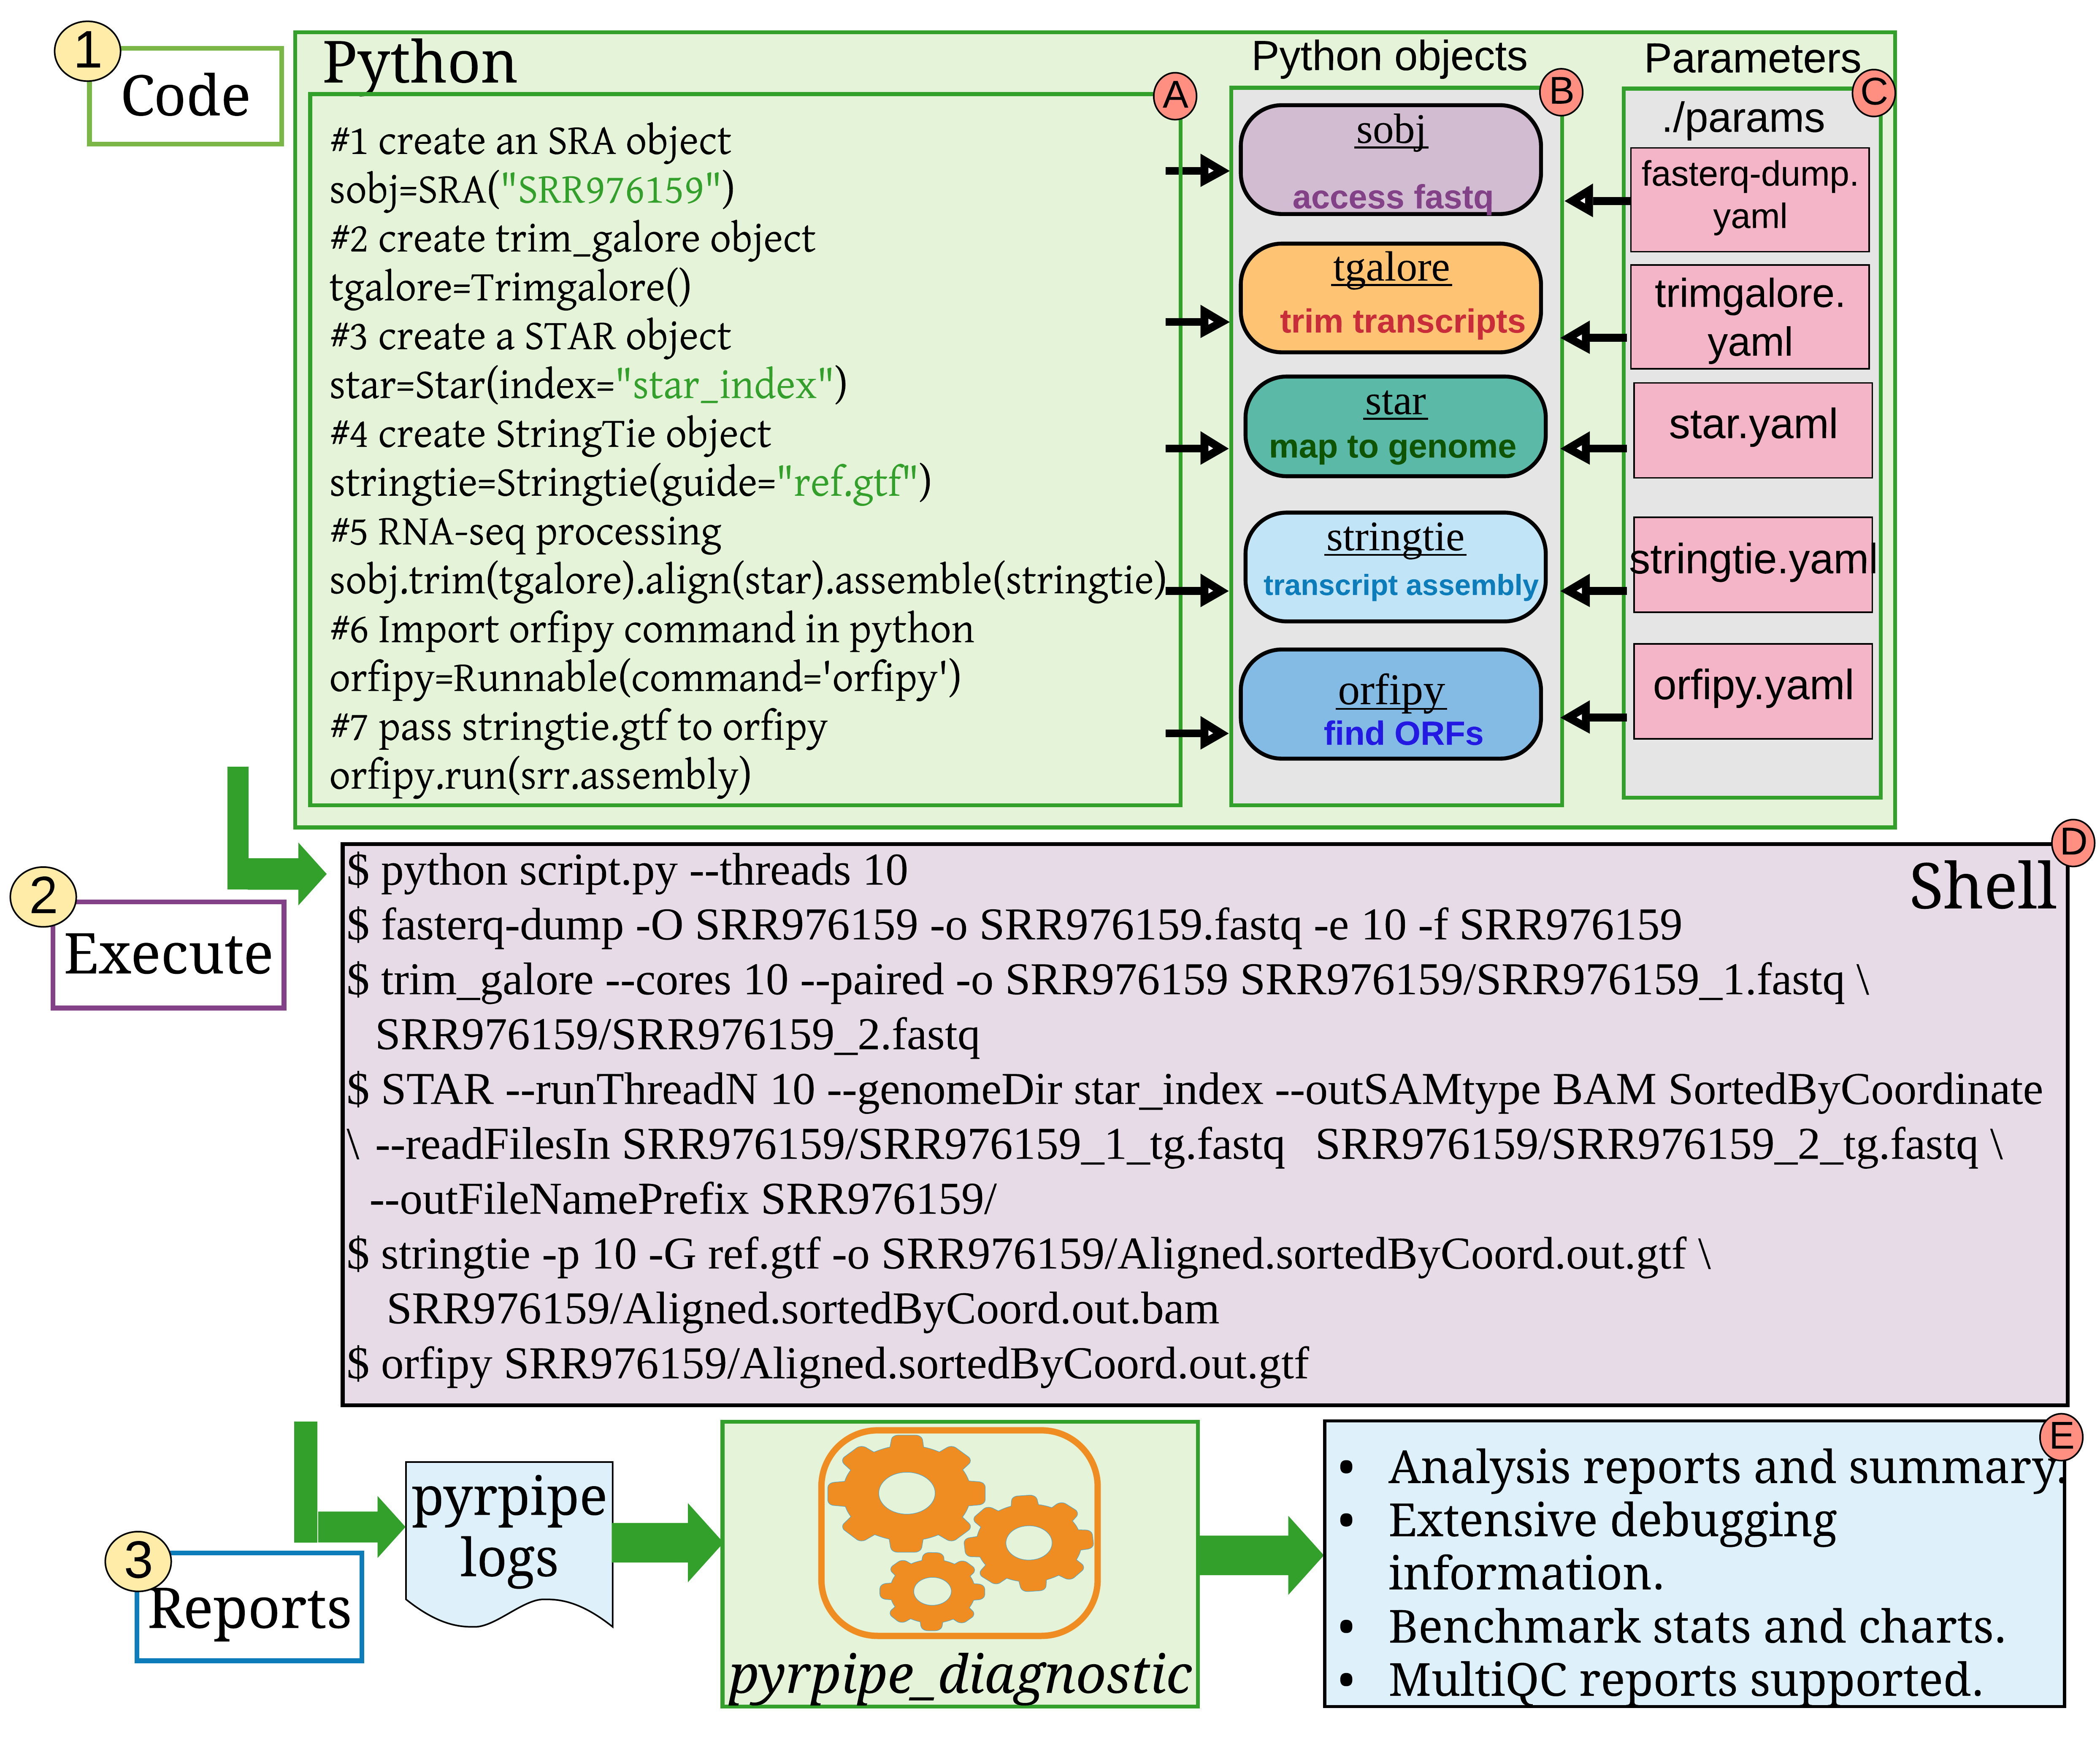 1
Code
Python
A
#1 create an SRA object
sobj=SRA("SRR976159")
#2 create trim_galore object
tgalore=Trimgalore()
#3 create a STAR object
star=Star(index="star_index")
#4 create StringTie object
stringtie=Stringtie(guide="ref.gtf")
#5 RNA-seq processing
sobj.trim(tgalore).align(star).assemble(stringtie)
#6 Import orfipy command in python
orfipy=Runnable(command='orfipy')
#7 pass stringtie.gtf to orfipy
orfipy.run(srr.assembly)
Python objects
B
sobj
access fastq
tgalore
trim transcripts
star
map to genome
stringtie
transcript assembly
orfipy
find ORFs
Parameters
C
./params
fasterq-dump.
yaml
trimgalore.
yaml
star.yaml
stringtie.yaml
orfipy.yaml
2
Execute
D
Shell
$ python script.py --threads 10
$ fasterq-dump -O SRR976159 -o SRR976159.fastq -e 10 -f SRR976159
$ trim_galore --cores 10 --paired -o SRR976159 SRR976159/SRR976159_1.fastq \
SRR976159/SRR976159_2.fastq
$ STAR --runThreadN 10 --genomeDir star_index --outSAMtype BAM SortedByCoordinate
\ --readFilesIn SRR976159/SRR976159_1_tg.fastq SRR976159/SRR976159_2_tg.fastq \
--outFileNamePrefix SRR976159/
$ stringtie -p 10 -G ref.gtf -o SRR976159/Aligned.sortedByCoord.out.gtf \
SRR976159/Aligned.sortedByCoord.out.bam
$ orfipy SRR976159/Aligned.sortedByCoord.out.gtf
3
Reports
pyrpipe
logs
pyrpipe_diagnostic
E
• Analysis reports and summary.
• Extensive debugging
information.
• Benchmark stats and charts.
• MultiQC reports supported.